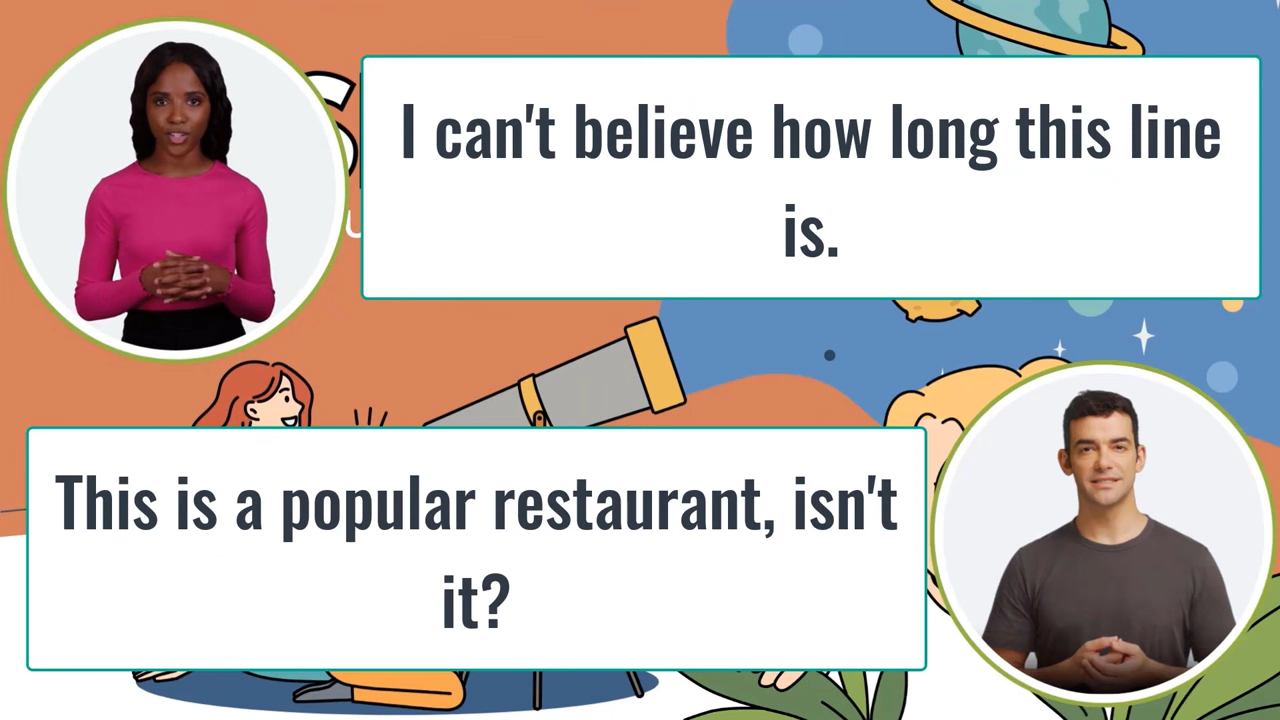 I can't believe how long this line
is.
This is a popular restaurant, isn't
it?